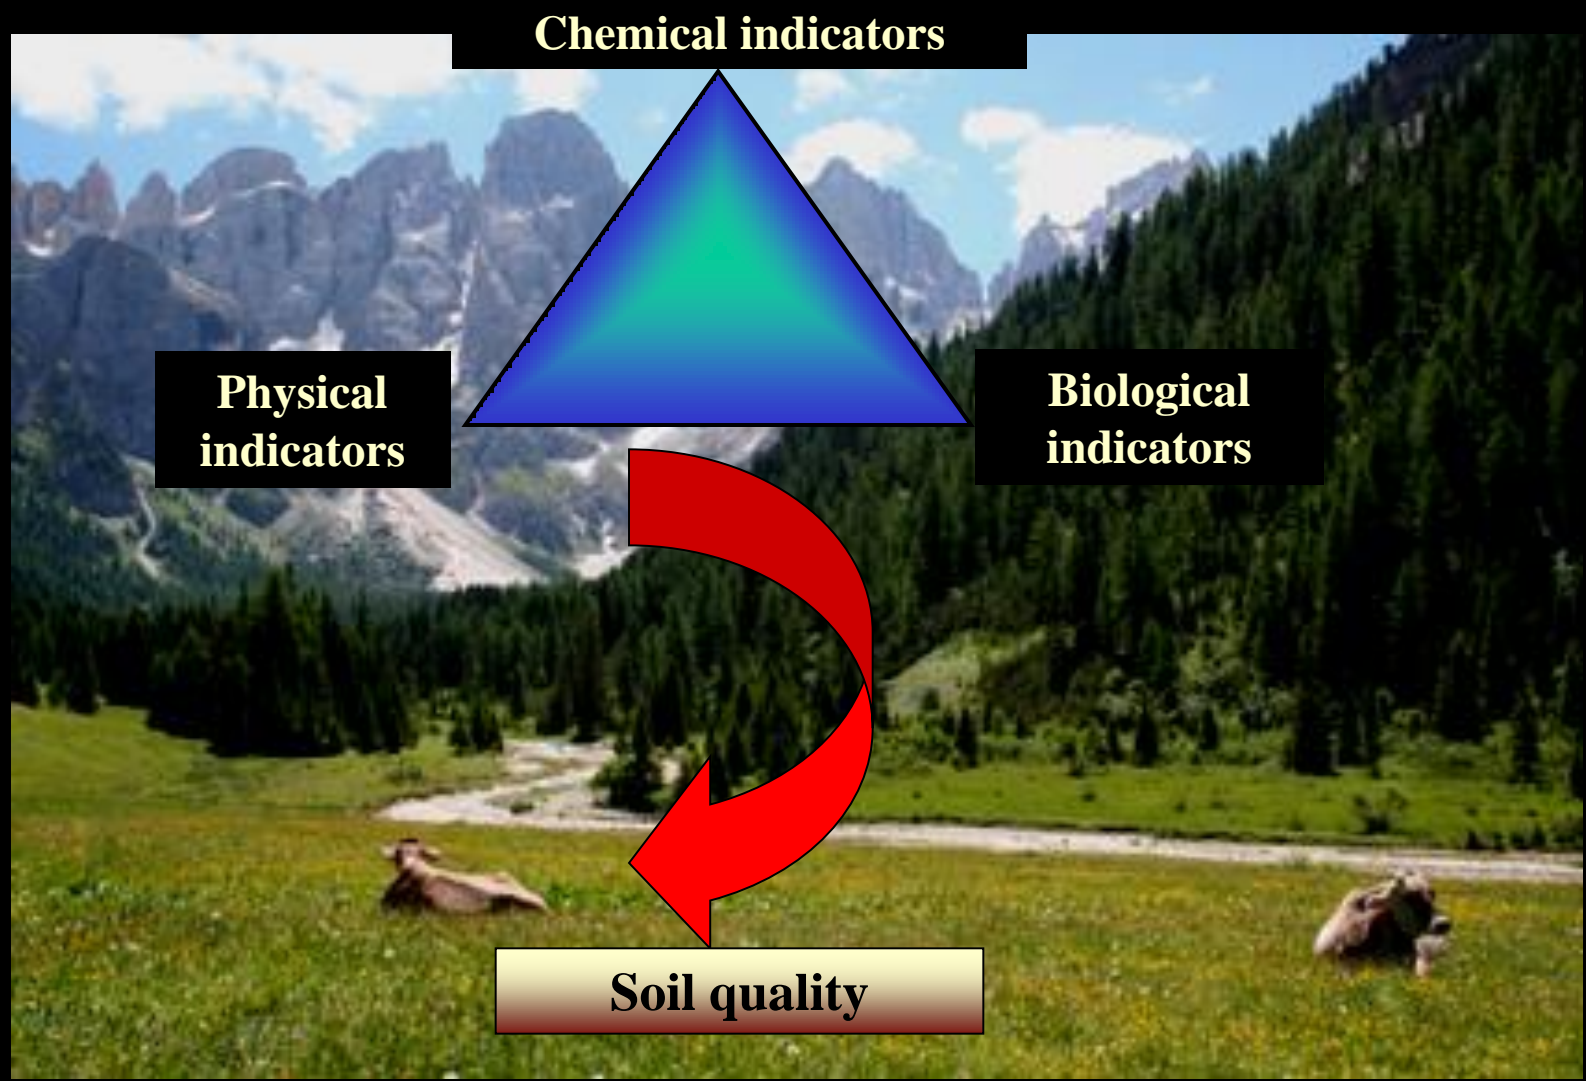 Chemical indicators
Physical
indicators
Biological
indicators
Soil quality